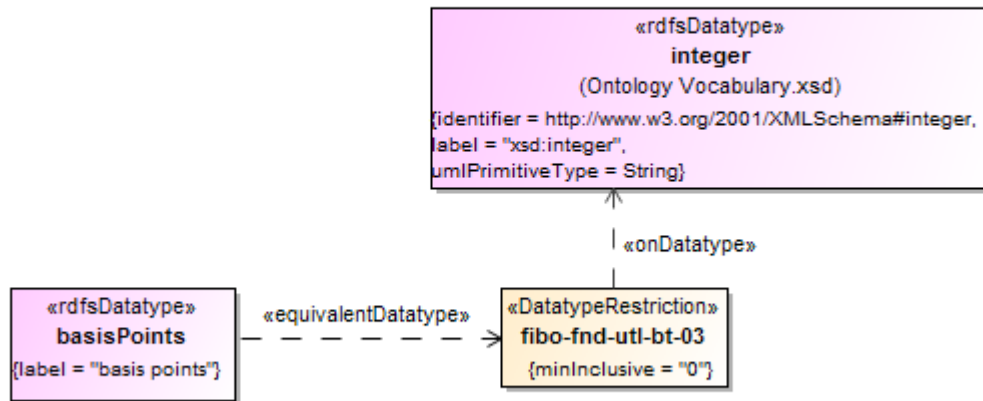 «rdfsDatatype»
integer
(Ontology Vocabulary.xsd)
{identifier = http://www.w3.org/2001/XMLSchema#integer,
label = "xsd:integer",
umlPrimitiveType = String}
«onDatatype»
«rdfsDatatype»
basisPoints
{label = "basis points"}
«equivalentDatatype»
«DatatypeRestriction»
fibo-fnd-utl-bt-03
{minInclusive = "0"}